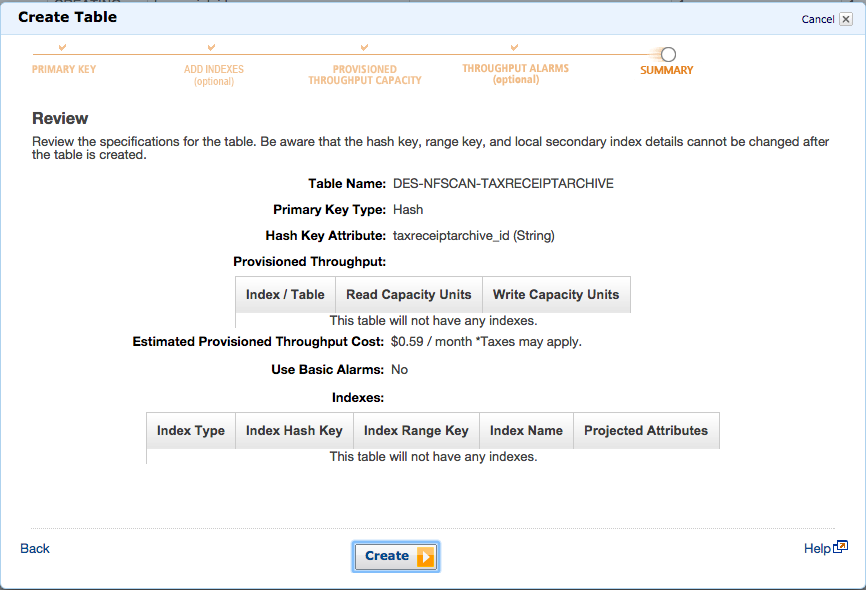 Create Table
Cancel
PRIMARY KEY
ADD INDEXES
(optional)
PROVISIONED
THROUGHPUT CAPACITY
THROUGHPUT ALARMS
(optional)
SUMMARY
Review
Review the specifications for the table. Be aware that the hash key, range key, and local secondary index details cannot be changed after
the table is created.
Table Name: DES-NFSCAN-TAXRECEIPTARCHIVE
Primary Key Type: Hash
Hash Key Attribute: taxreceiptarchive_id (String)
Provisioned Throughput:
Index / Table Read Capacity Units Write Capacity Units
This table will not have any indexes.
Estimated Provisioned Throughput Cost: $0.59 / month *Taxes may apply.
Use Basic Alarms: No
Indexes:
Index Type Index Hash Key Index Range Key Index Name Projected Attributes
This table will not have any indexes.
Back
Create
Help